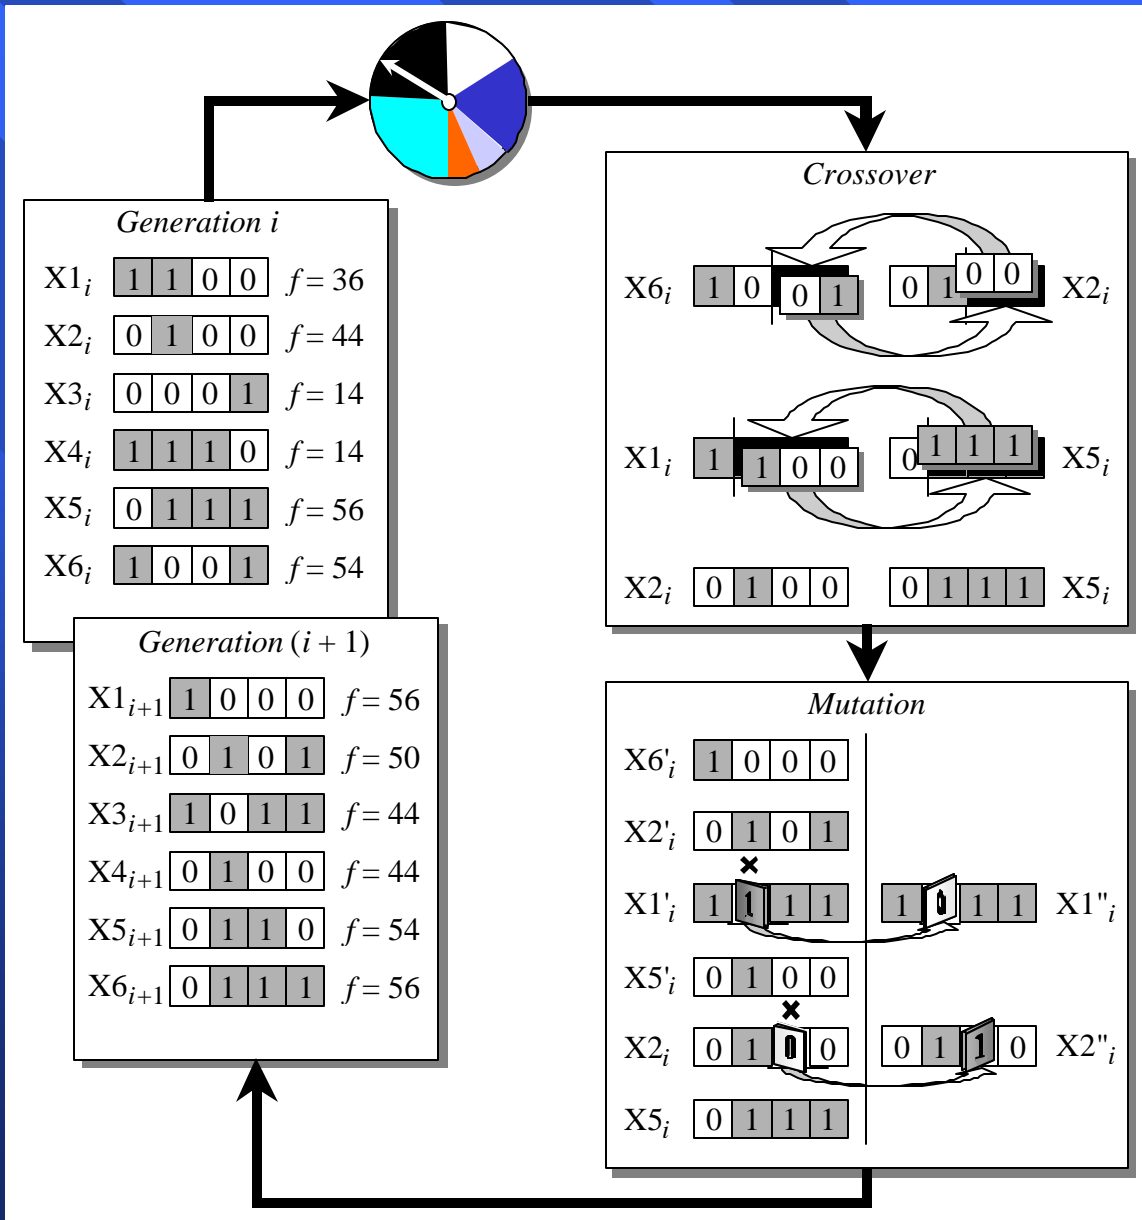 Generation i
X1i 1 1 0 0 f = 36
X2i 0 1 0 0 f = 44
X3i 0 0 0 1 f = 14
X4i 1 1 1 0 f = 14
X5i 0 1 1 1 f = 56
X6i 1 0 0 1 f = 54
Generation (i + 1)
X1i+1 1 0 0 0 f = 56
X2i+1 0 1 0 1 f = 50
X3i+1 1 0 1 1 f = 44
X4i+1 0 1 0 0 f = 44
X5i+1 0 1 1 0 f = 54
X6i+1 0 1 1 1 f = 56
Crossover
X6i 1 0 0 1 0 1 0 0 X2i
X1i 1 1 0 0 0 1 1 1 X5i
X2i 0 1 0 0 0 1 1 1 X5i
Mutation
X6'i 1 0 0 0
X2'i 0 1 0 1
X1'i 1 1 1 1 1 0 1 1 X1"i
X5'i 0 1 0 0
X2i 0 1 0 0 0 1 1 0 X2"i
X5i 0 1 1 1